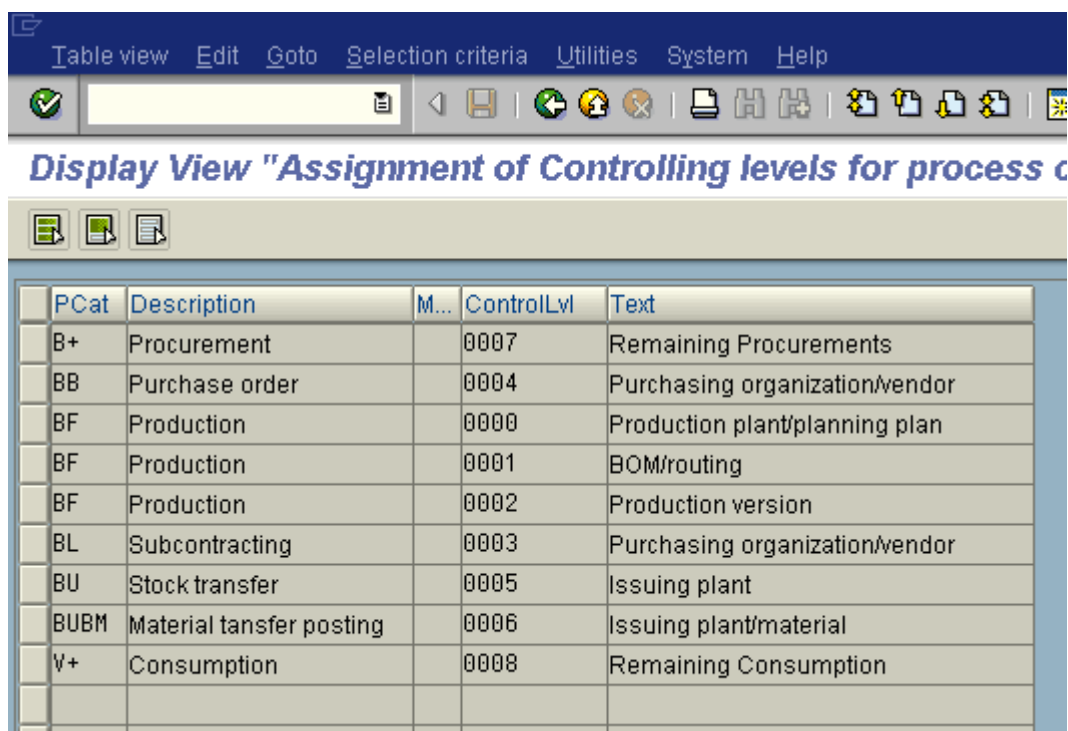 Table view Edit Goto Selection criteria Utilities System Help
Display View "Assignment of Controlling levels for process
PCat Description M... ControlLvl Text
B+ Procurement 0007 Remaining Procurements
BB Purchase order 0004 Purchasing organization/vendor
BF Production 0000 Production plant/planning plan
BF Production 0001 BOM/routing
BF Production 0002 Production version
BL Subcontracting 0003 Purchasing organization/vendor
BU Stock transfer 0005 Issuing plant
BUBM Material tansfer posting 0006 Issuing plant/material
V+ Consumption 0008 Remaining Consumption